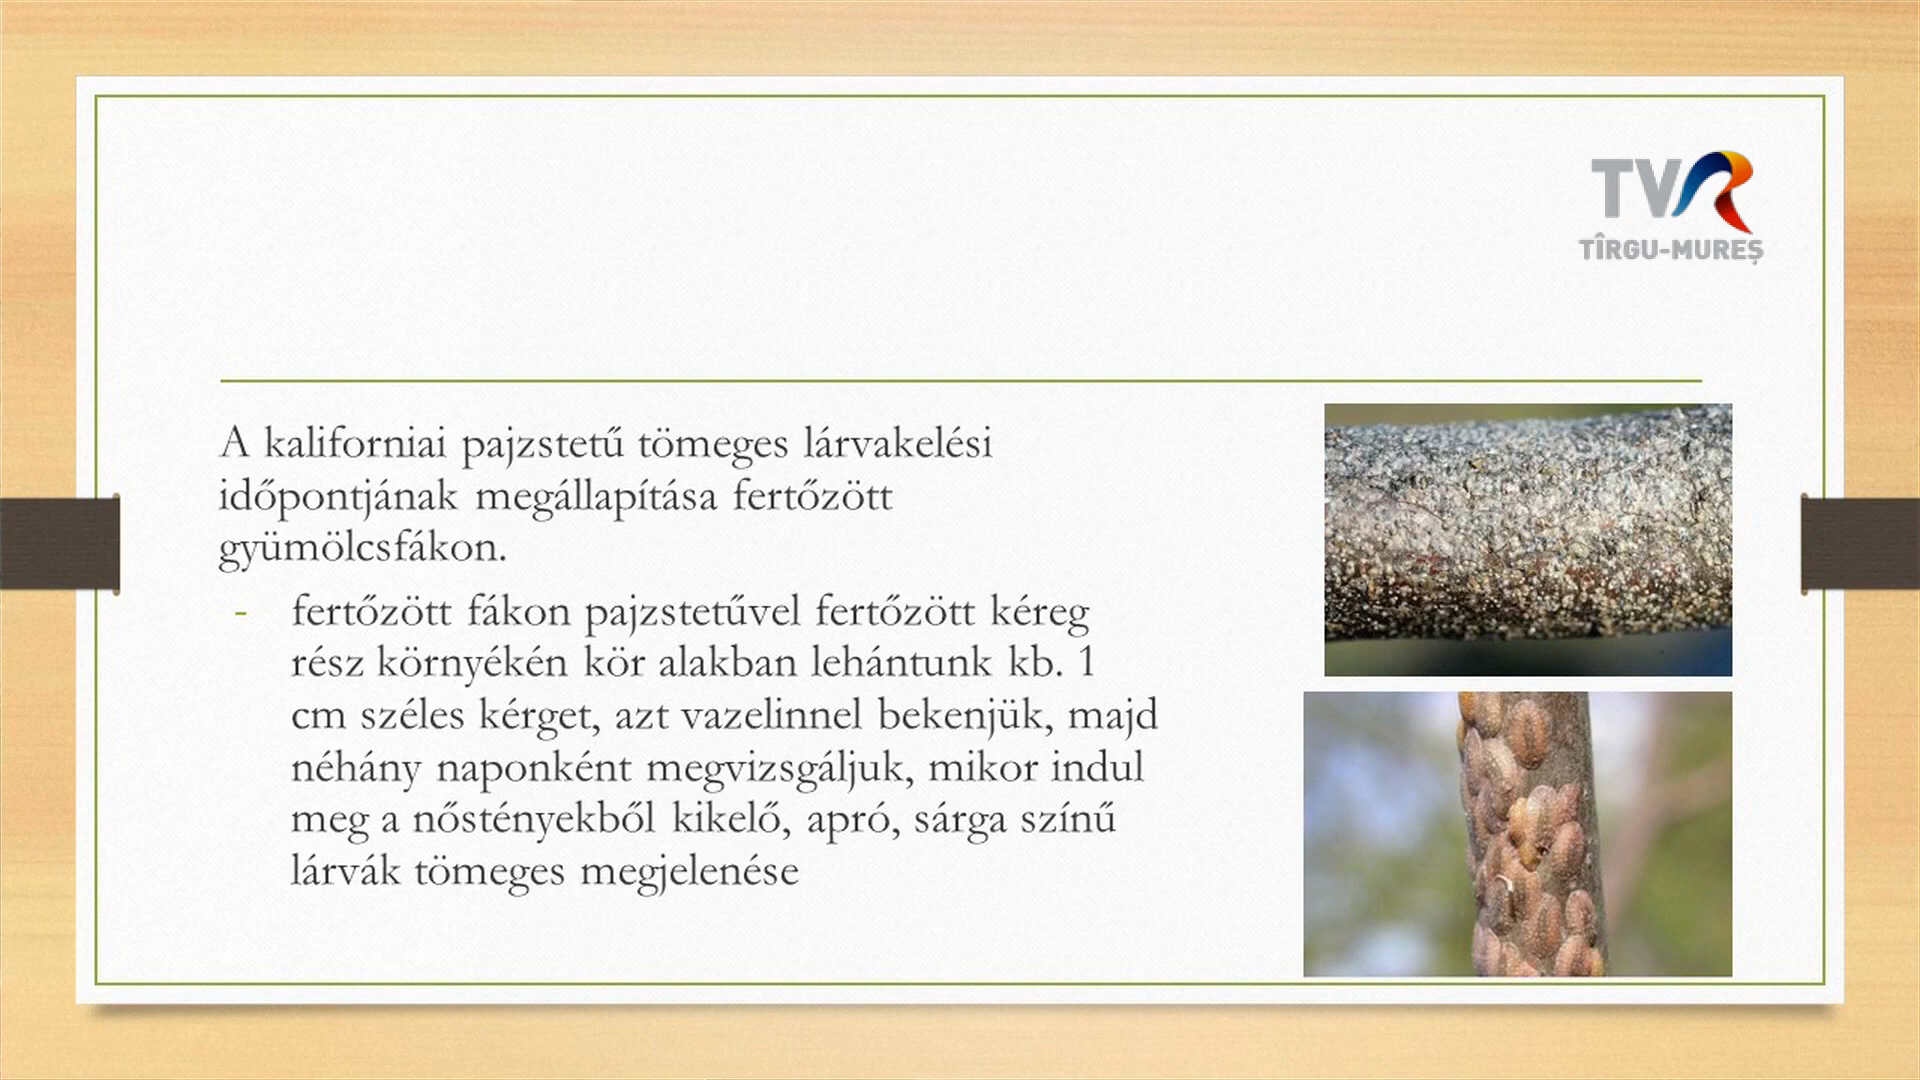 TVR
TÎRGU-MUREȘ
A kaliforniai pajzstetű tömeges lárvakelési
időpontjának megállapítása fertőzött
gyümölcsfákon.
- fertőzött fákon pajzstetűvel fertőzött kéreg
rész környékén kör alakban lehántunk kb. 1
cm széles kérget, azt vazelinnel bekenjük, majd
néhány naponként megvizsgáljuk, mikor indul
meg a nőstényekből kikelő, apró, sárga színű
lárvák tömeges megjelenése